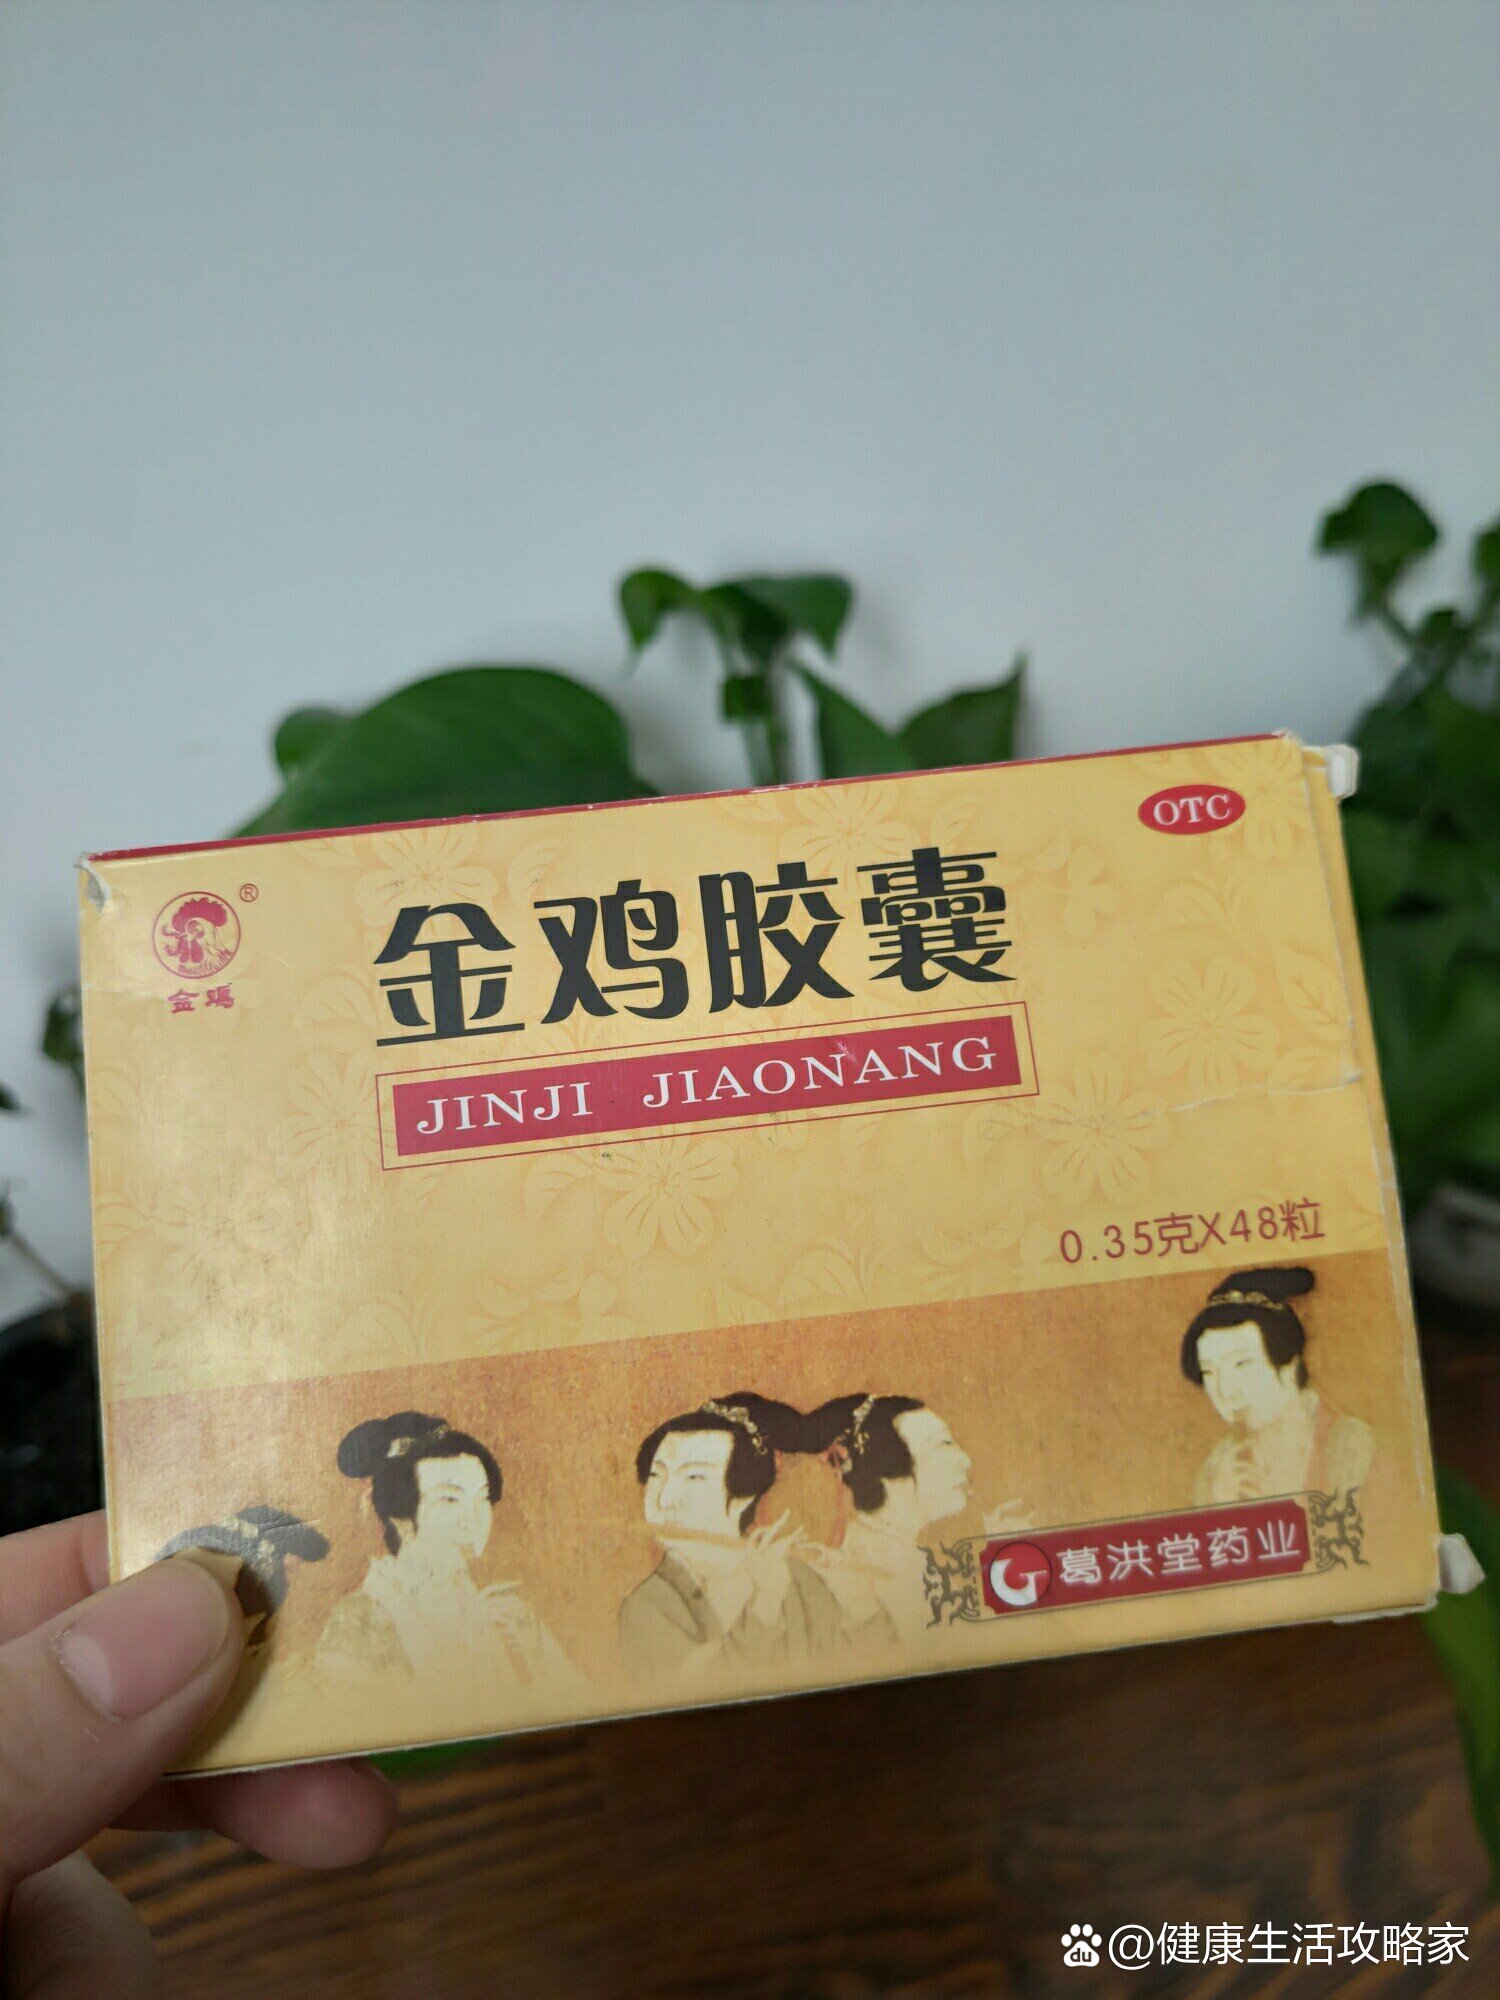 OTC
®
金鸡
金鸡胶囊
JINJI JIAONANG
0.35克X48粒
葛洪堂药业
du @健康生活攻略家